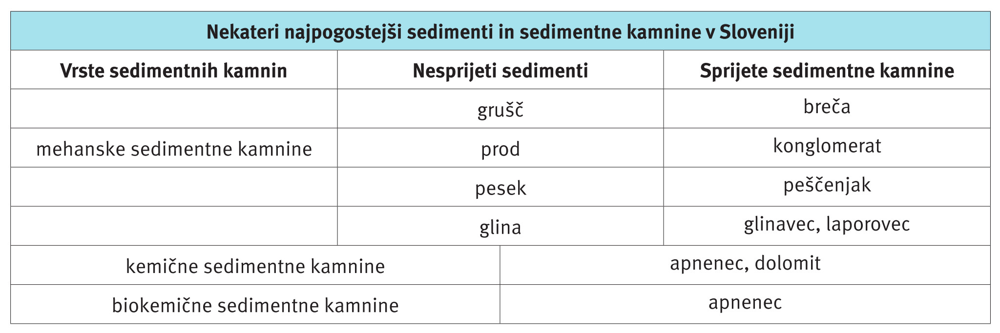 Nekateri najpogostejši sedimenti in sedimentne kamnine v Sloveniji
Vrste sedimentnih kamnin Nesprijeti sedimenti Sprijete sedimentne kamnine
grušč breča
mehanske sedimentne kamnine prod konglomerat
pesek peščenjak
glina glinavec, laporovec
kemične sedimentne kamnine apnenec, dolomit
biokemične sedimentne kamnine apnenec